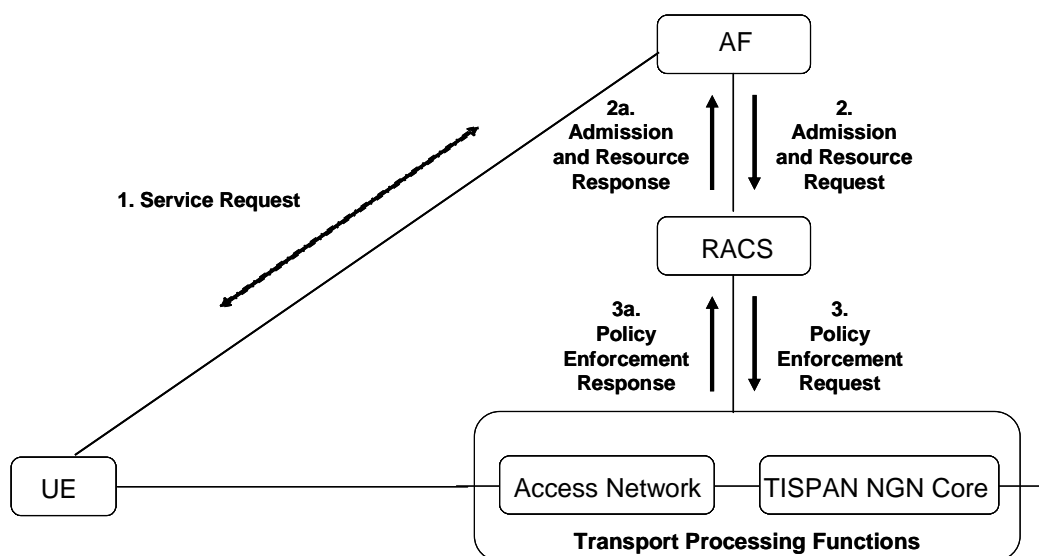 AF
2a.
Admission
and Resource
Response
2.
Admission
and Resource
Request
1. Service Request
RACS
3a.
Policy
Enforcement
Response
3.
Policy
Enforcement
Request
UE
Access Network
TISPAN NGN Core
Transport Processing Functions